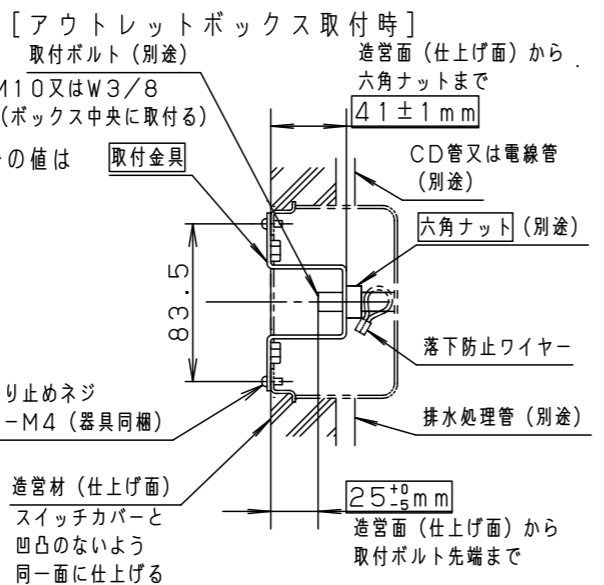 [アウトレットボックス取付時]
取付ボルト(別途)
M10又はW3/8
(ボックス中央に取付る)
の値は
取付金具
造営面(仕上げ面)から
六角ナットまで
41±1mm
CD管又は電線管
(別途)
六角ナット(別途)
83.5
落下防止ワイヤー
り止めネジ
-M4(器具同梱)
排水処理管(別途)
造営材(仕上げ面)
スイッチカバーと
凹凸のないよう
同一面に仕上げる
25+0-5mm
造営面(仕上げ面)から
取付ボルト先端まで